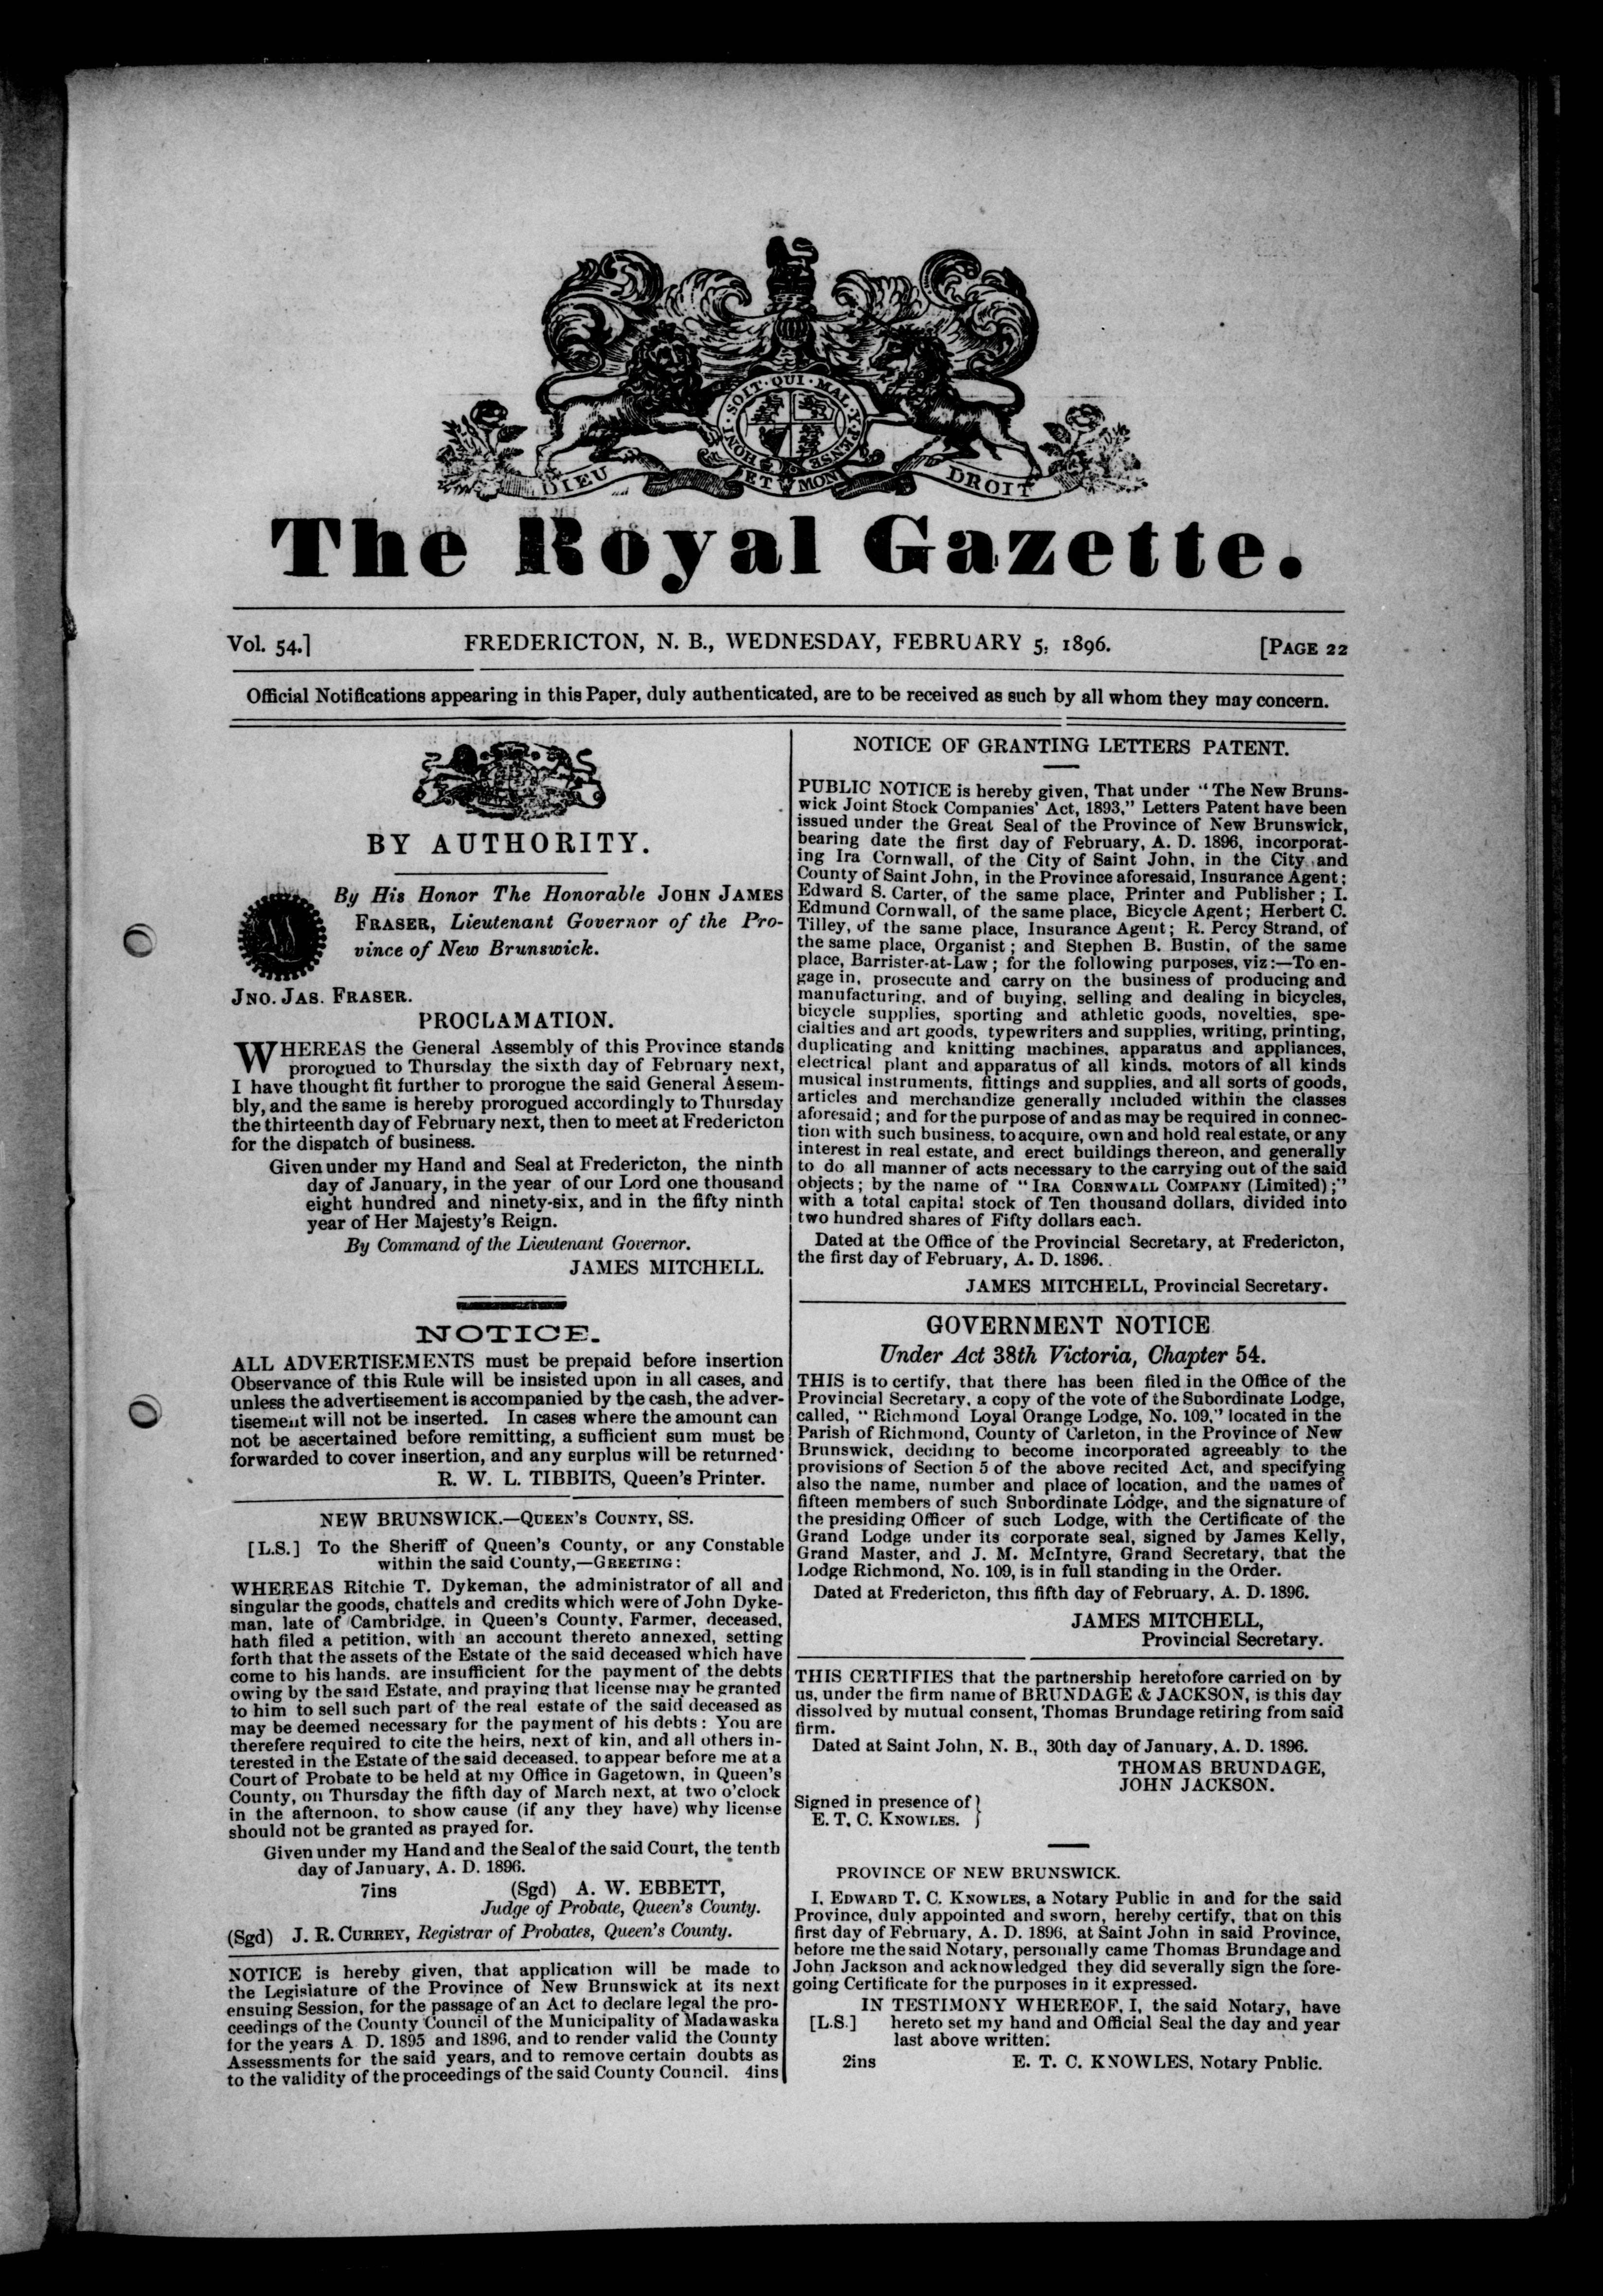 HONI · SOIT · QUI · MAL · Y · PENSE
DIEU ET MON DROIT
The Royal Gazette.
Vol. 54.] FREDERICTON, N. B., WEDNESDAY, FEBRUARY 5, 1896. [PAGE 22
Official Notifications appearing in this Paper, duly authenticated, are to be received as such by all whom they may concern.
BY AUTHORITY.
By His Honor The Honorable JOHN JAMES
FRASER, Lieutenant Governor of the Pro-
vince of New Brunswick.
JNO. JAS. FRASER.
PROCLAMATION.
WHEREAS the General Assembly of this Province stands
prorogued to Thursday the sixth day of February next,
I have thought fit further to prorogue the said General Assem-
bly, and the same is hereby prorogued accordingly to Thursday
the thirteenth day of February next, then to meet at Fredericton
for the dispatch of business.
Given under my Hand and Seal at Fredericton, the ninth
day of January, in the year of our Lord one thousand
eight hundred and ninety-six, and in the fifty ninth
year of Her Majesty's Reign.
By Command of the Lieutenant Governor.
JAMES MITCHELL.
NOTICE.
ALL ADVERTISEMENTS must be prepaid before insertion
Observance of this Rule will be insisted upon in all cases, and
unless the advertisement is accompanied by the cash, the adver-
tisement will not be inserted. In cases where the amount can
not be ascertained before remitting, a sufficient sum must be
forwarded to cover insertion, and any surplus will be returned·
R. W. L. TIBBITS, Queen's Printer.
NEW BRUNSWICK.—QUEEN'S COUNTY, SS.
[L.S.] To the Sheriff of Queen's County, or any Constable
within the said County,—GREETING:
WHEREAS Ritchie T. Dykeman, the administrator of all and
singular the goods, chattels and credits which were of John Dyke-
man, late of Cambridge, in Queen's County, Farmer, deceased,
hath filed a petition, with an account thereto annexed, setting
forth that the assets of the Estate of the said deceased which have
come to his hands, are insufficient for the payment of the debts
owing by the said Estate, and praying that license may be granted
to him to sell such part of the real estate of the said deceased as
may be deemed necessary for the payment of his debts: You are
therefere required to cite the heirs, next of kin, and all others in-
terested in the Estate of the said deceased, to appear before me at a
Court of Probate to be held at my Office in Gagetown, in Queen's
County, on Thursday the fifth day of March next, at two o'clock
in the afternoon, to show cause (if any they have) why license
should not be granted as prayed for.
Given under my Hand and the Seal of the said Court, the tenth
day of January, A. D. 1896.
7ins (Sgd) A. W. EBBETT,
Judge of Probate, Queen's County.
(Sgd) J. R. CURREY, Registrar of Probates, Queen's County.
NOTICE is hereby given, that application will be made to
the Legislature of the Province of New Brunswick at its next
ensuing Session, for the passage of an Act to declare legal the pro-
ceedings of the County Council of the Municipality of Madawaska
for the years A D. 1895 and 1896, and to render valid the County
Assessments for the said years, and to remove certain doubts as
to the validity of the proceedings of the said County Council. 4ins
NOTICE OF GRANTING LETTERS PATENT.
PUBLIC NOTICE is hereby given, That under "The New Bruns-
wick Joint Stock Companies' Act, 1893," Letters Patent have been
issued under the Great Seal of the Province of New Brunswick,
bearing date the first day of February, A. D. 1896, incorporat-
ing Ira Cornwall, of the City of Saint John, in the City and
County of Saint John, in the Province aforesaid, Insurance Agent;
Edward S. Carter, of the same place, Printer and Publisher; I.
Edmund Cornwall, of the same place, Bicycle Agent; Herbert C.
Tilley, of the same place, Insurance Agent; R. Percy Strand, of
the same place, Organist; and Stephen B. Bustin, of the same
place, Barrister-at-Law; for the following purposes, viz:—To en-
gage in, prosecute and carry on the business of producing and
manufacturing, and of buying, selling and dealing in bicycles,
bicycle supplies, sporting and athletic goods, novelties, spe-
cialties and art goods, typewriters and supplies, writing, printing,
duplicating and knitting machines, apparatus and appliances,
electrical plant and apparatus of all kinds, motors of all kinds
musical instruments, fittings and supplies, and all sorts of goods,
articles and merchandize generally included within the classes
aforesaid; and for the purpose of and as may be required in connec-
tion with such business, to acquire, own and hold real estate, or any
interest in real estate, and erect buildings thereon, and generally
to do all manner of acts necessary to the carrying out of the said
objects; by the name of "IRA CORNWALL COMPANY (Limited);"
with a total capital stock of Ten thousand dollars, divided into
two hundred shares of Fifty dollars each.
Dated at the Office of the Provincial Secretary, at Fredericton,
the first day of February, A. D. 1896.
JAMES MITCHELL, Provincial Secretary.
GOVERNMENT NOTICE
Under Act 38th Victoria, Chapter 54.
THIS is to certify, that there has been filed in the Office of the
Provincial Secretary, a copy of the vote of the Subordinate Lodge,
called, "Richmond Loyal Orange Lodge, No. 109," located in the
Parish of Richmond, County of Carleton, in the Province of New
Brunswick, deciding to become incorporated agreeably to the
provisions of Section 5 of the above recited Act, and specifying
also the name, number and place of location, and the names of
fifteen members of such Subordinate Lodge, and the signature of
the presiding Officer of such Lodge, with the Certificate of the
Grand Lodge under its corporate seal, signed by James Kelly,
Grand Master, and J. M. McIntyre, Grand Secretary, that the
Lodge Richmond, No. 109, is in full standing in the Order.
Dated at Fredericton, this fifth day of February, A. D. 1896.
JAMES MITCHELL,
Provincial Secretary.
THIS CERTIFIES that the partnership heretofore carried on by
us, under the firm name of BRUNDAGE & JACKSON, is this day
dissolved by mutual consent, Thomas Brundage retiring from said
firm.
Dated at Saint John, N. B., 30th day of January, A. D. 1896.
THOMAS BRUNDAGE,
JOHN JACKSON.
Signed in presence of }
E. T. C. KNOWLES.
PROVINCE OF NEW BRUNSWICK.
I, EDWARD T. C. KNOWLES, a Notary Public in and for the said
Province, duly appointed and sworn, hereby certify, that on this
first day of February, A. D. 1896, at Saint John in said Province,
before me the said Notary, personally came Thomas Brundage and
John Jackson and acknowledged they did severally sign the fore-
going Certificate for the purposes in it expressed.
IN TESTIMONY WHEREOF, I, the said Notary, have
[L.S.] hereto set my hand and Official Seal the day and year
last above written.
2ins E. T. C. KNOWLES, Notary Public.